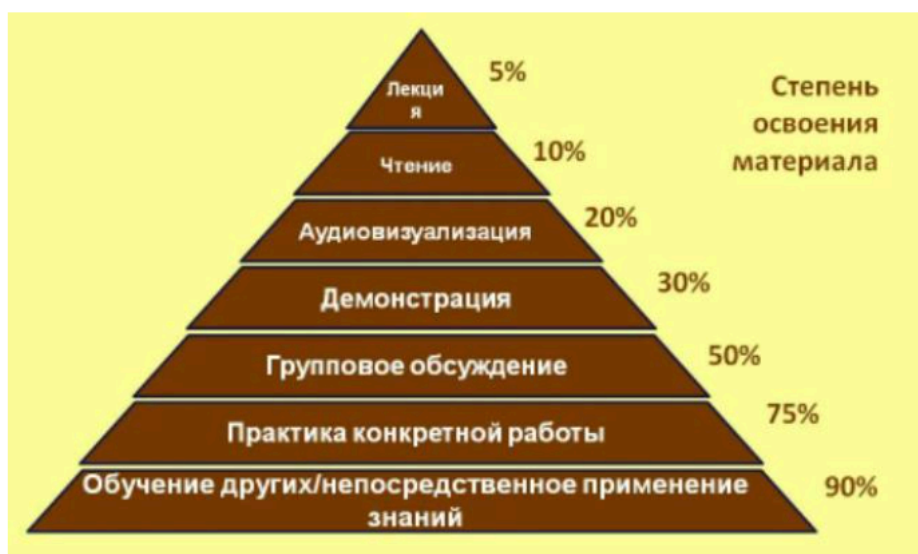 Лекци
я
5%
Степень
освоения
материала
Чтение
10%
Аудиовизуализация
20%
Демонстрация
30%
Групповое обсуждение
50%
Практика конкретной работы
75%
Обучение других/непосредственное применение
знаний
90%